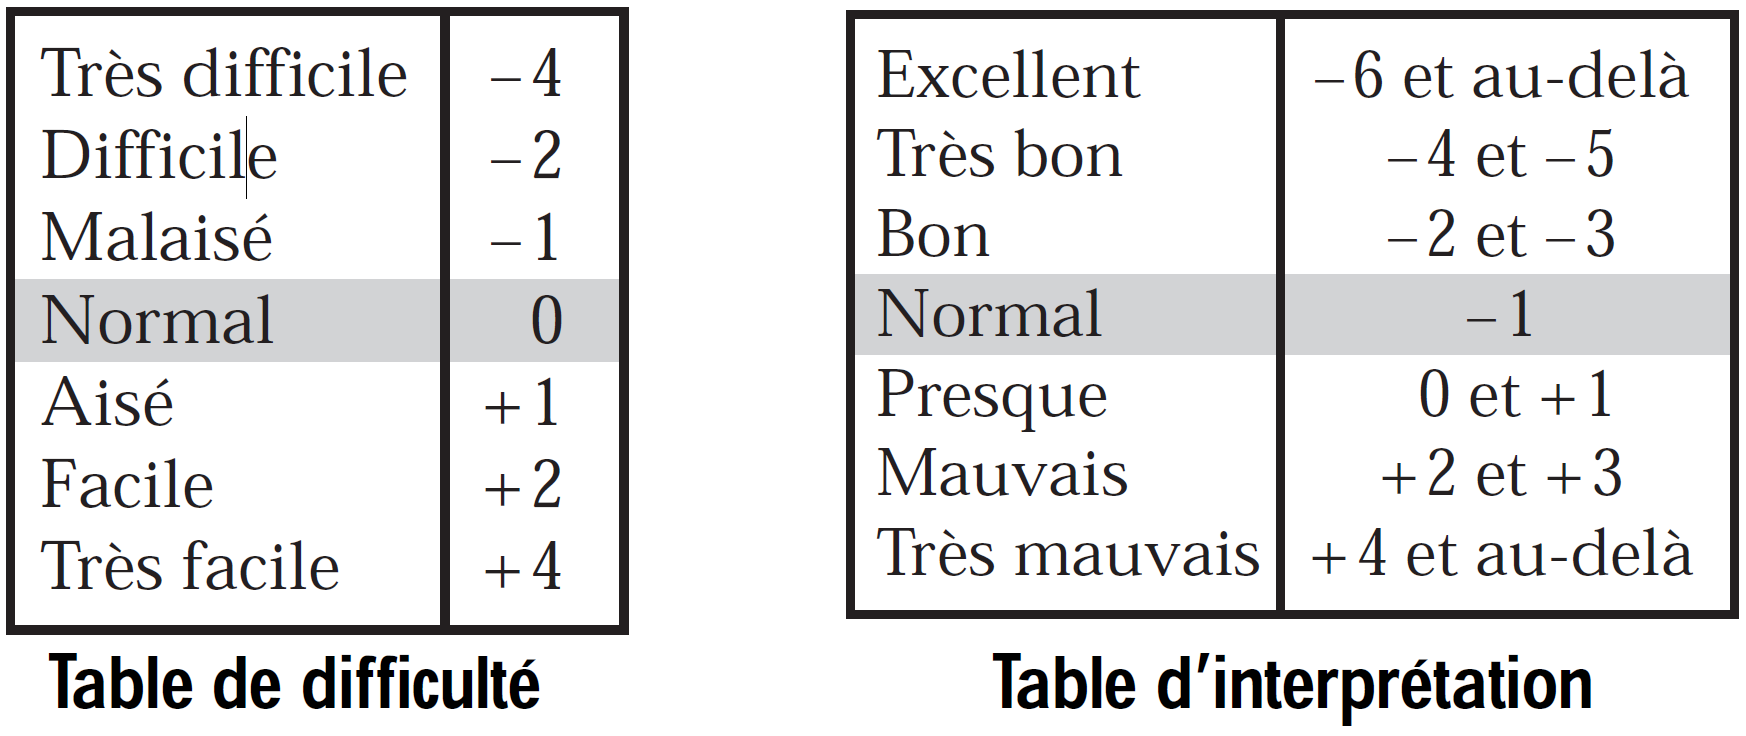 Très difficile – 4
Difficile – 2
Malaisé – 1
Normal 0
Aisé + 1
Facile + 2
Très facile + 4
Table de difficulté
Excellent – 6 et au-delà
Très bon – 4 et – 5
Bon – 2 et – 3
Normal – 1
Presque 0 et + 1
Mauvais + 2 et + 3
Très mauvais + 4 et au-delà
Table d’interprétation